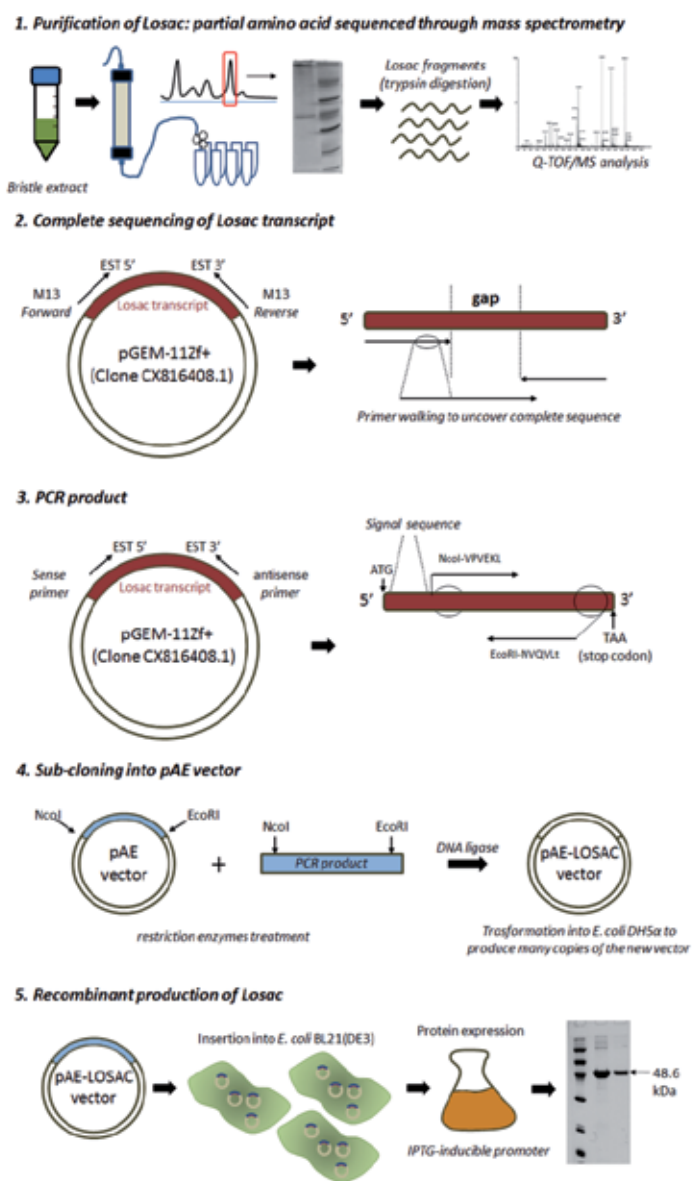 1. Purification of Losac: partial amino acid sequenced through mass spectrometry
Losac fragments
(trypsin digestion)
Bristle extract
Q-TOF/MS analysis
2. Complete sequencing of Losac transcript
EST 5'
EST 3'
M13
Forward
M13
Reverse
Losac transcript
pGEM-11Zf+
(Clone CX816408.1)
gap
5'
3'
Primer walking to uncover complete sequence
3. PCR product
EST 5'
EST 3'
Sense
primer
antisense
primer
Losac transcript
pGEM-11Zf+
(Clone CX816408.1)
Signal sequence
NcoI-VPVEKL
ATG
5'
3'
EcoRI-NVQVLt
TAA
(stop codon)
4. Sub-cloning into pAE vector
NcoI
EcoRI
pAE
vector
+
NcoI
EcoRI
PCR product
DNA ligase
pAE-LOSAC
vector
restriction enzymes treatment
Trasformation into E. coli DH5α to
produce many copies of the new vector
5. Recombinant production of Losac
pAE-LOSAC
vector
Insertion into E. coli BL21(DE3)
Protein expression
IPTG-inducible promoter
48.6
kDa